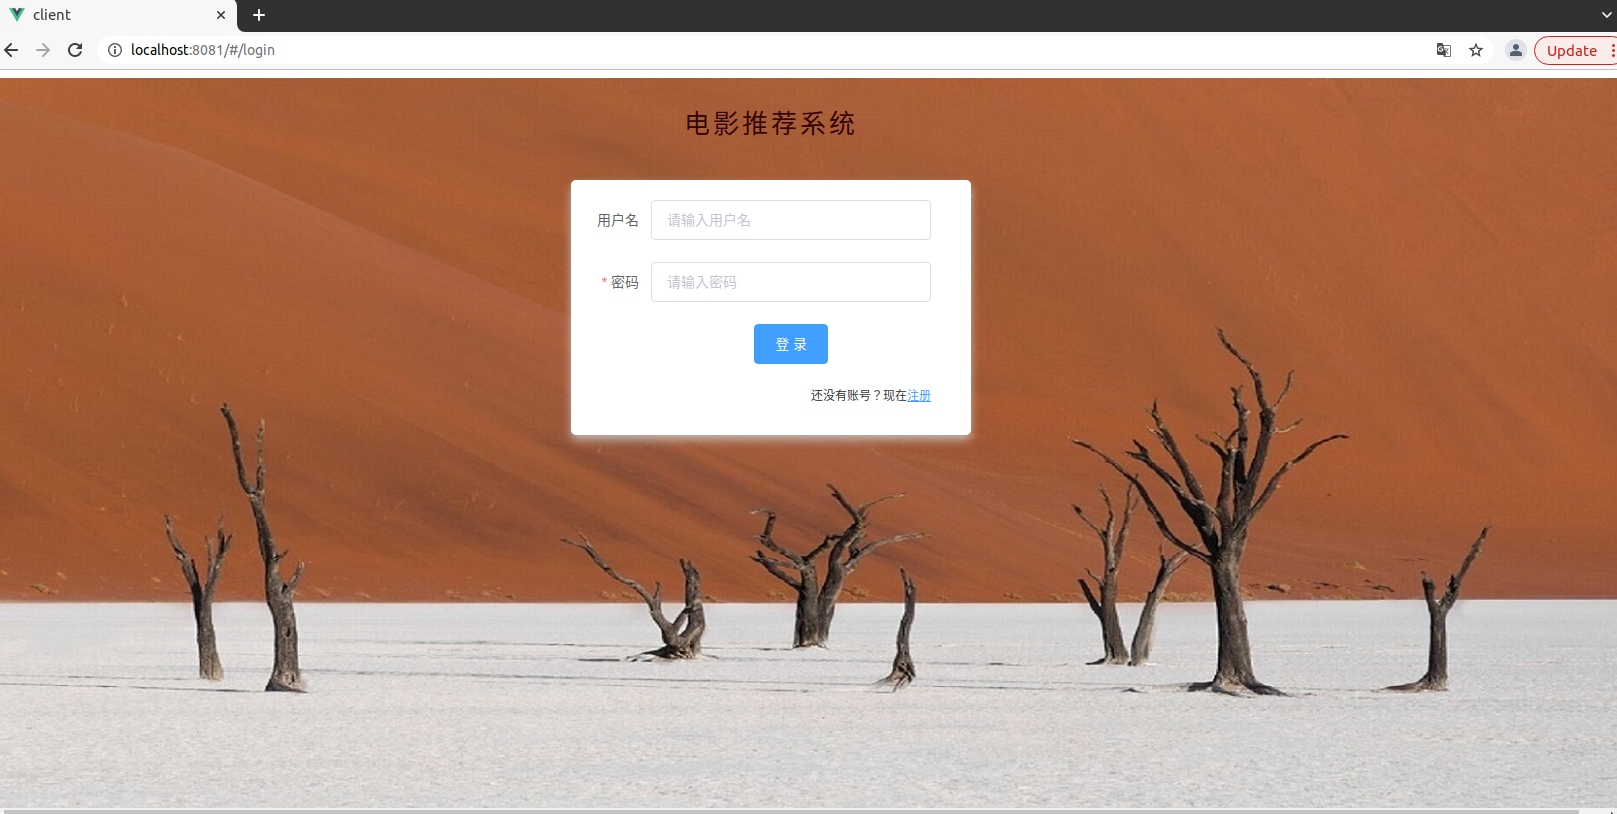 client
localhost:8081/#/login
Update
电影推荐系统
用户名 请输入用户名
* 密码 请输入密码
登 录
还没有账号？现在注册